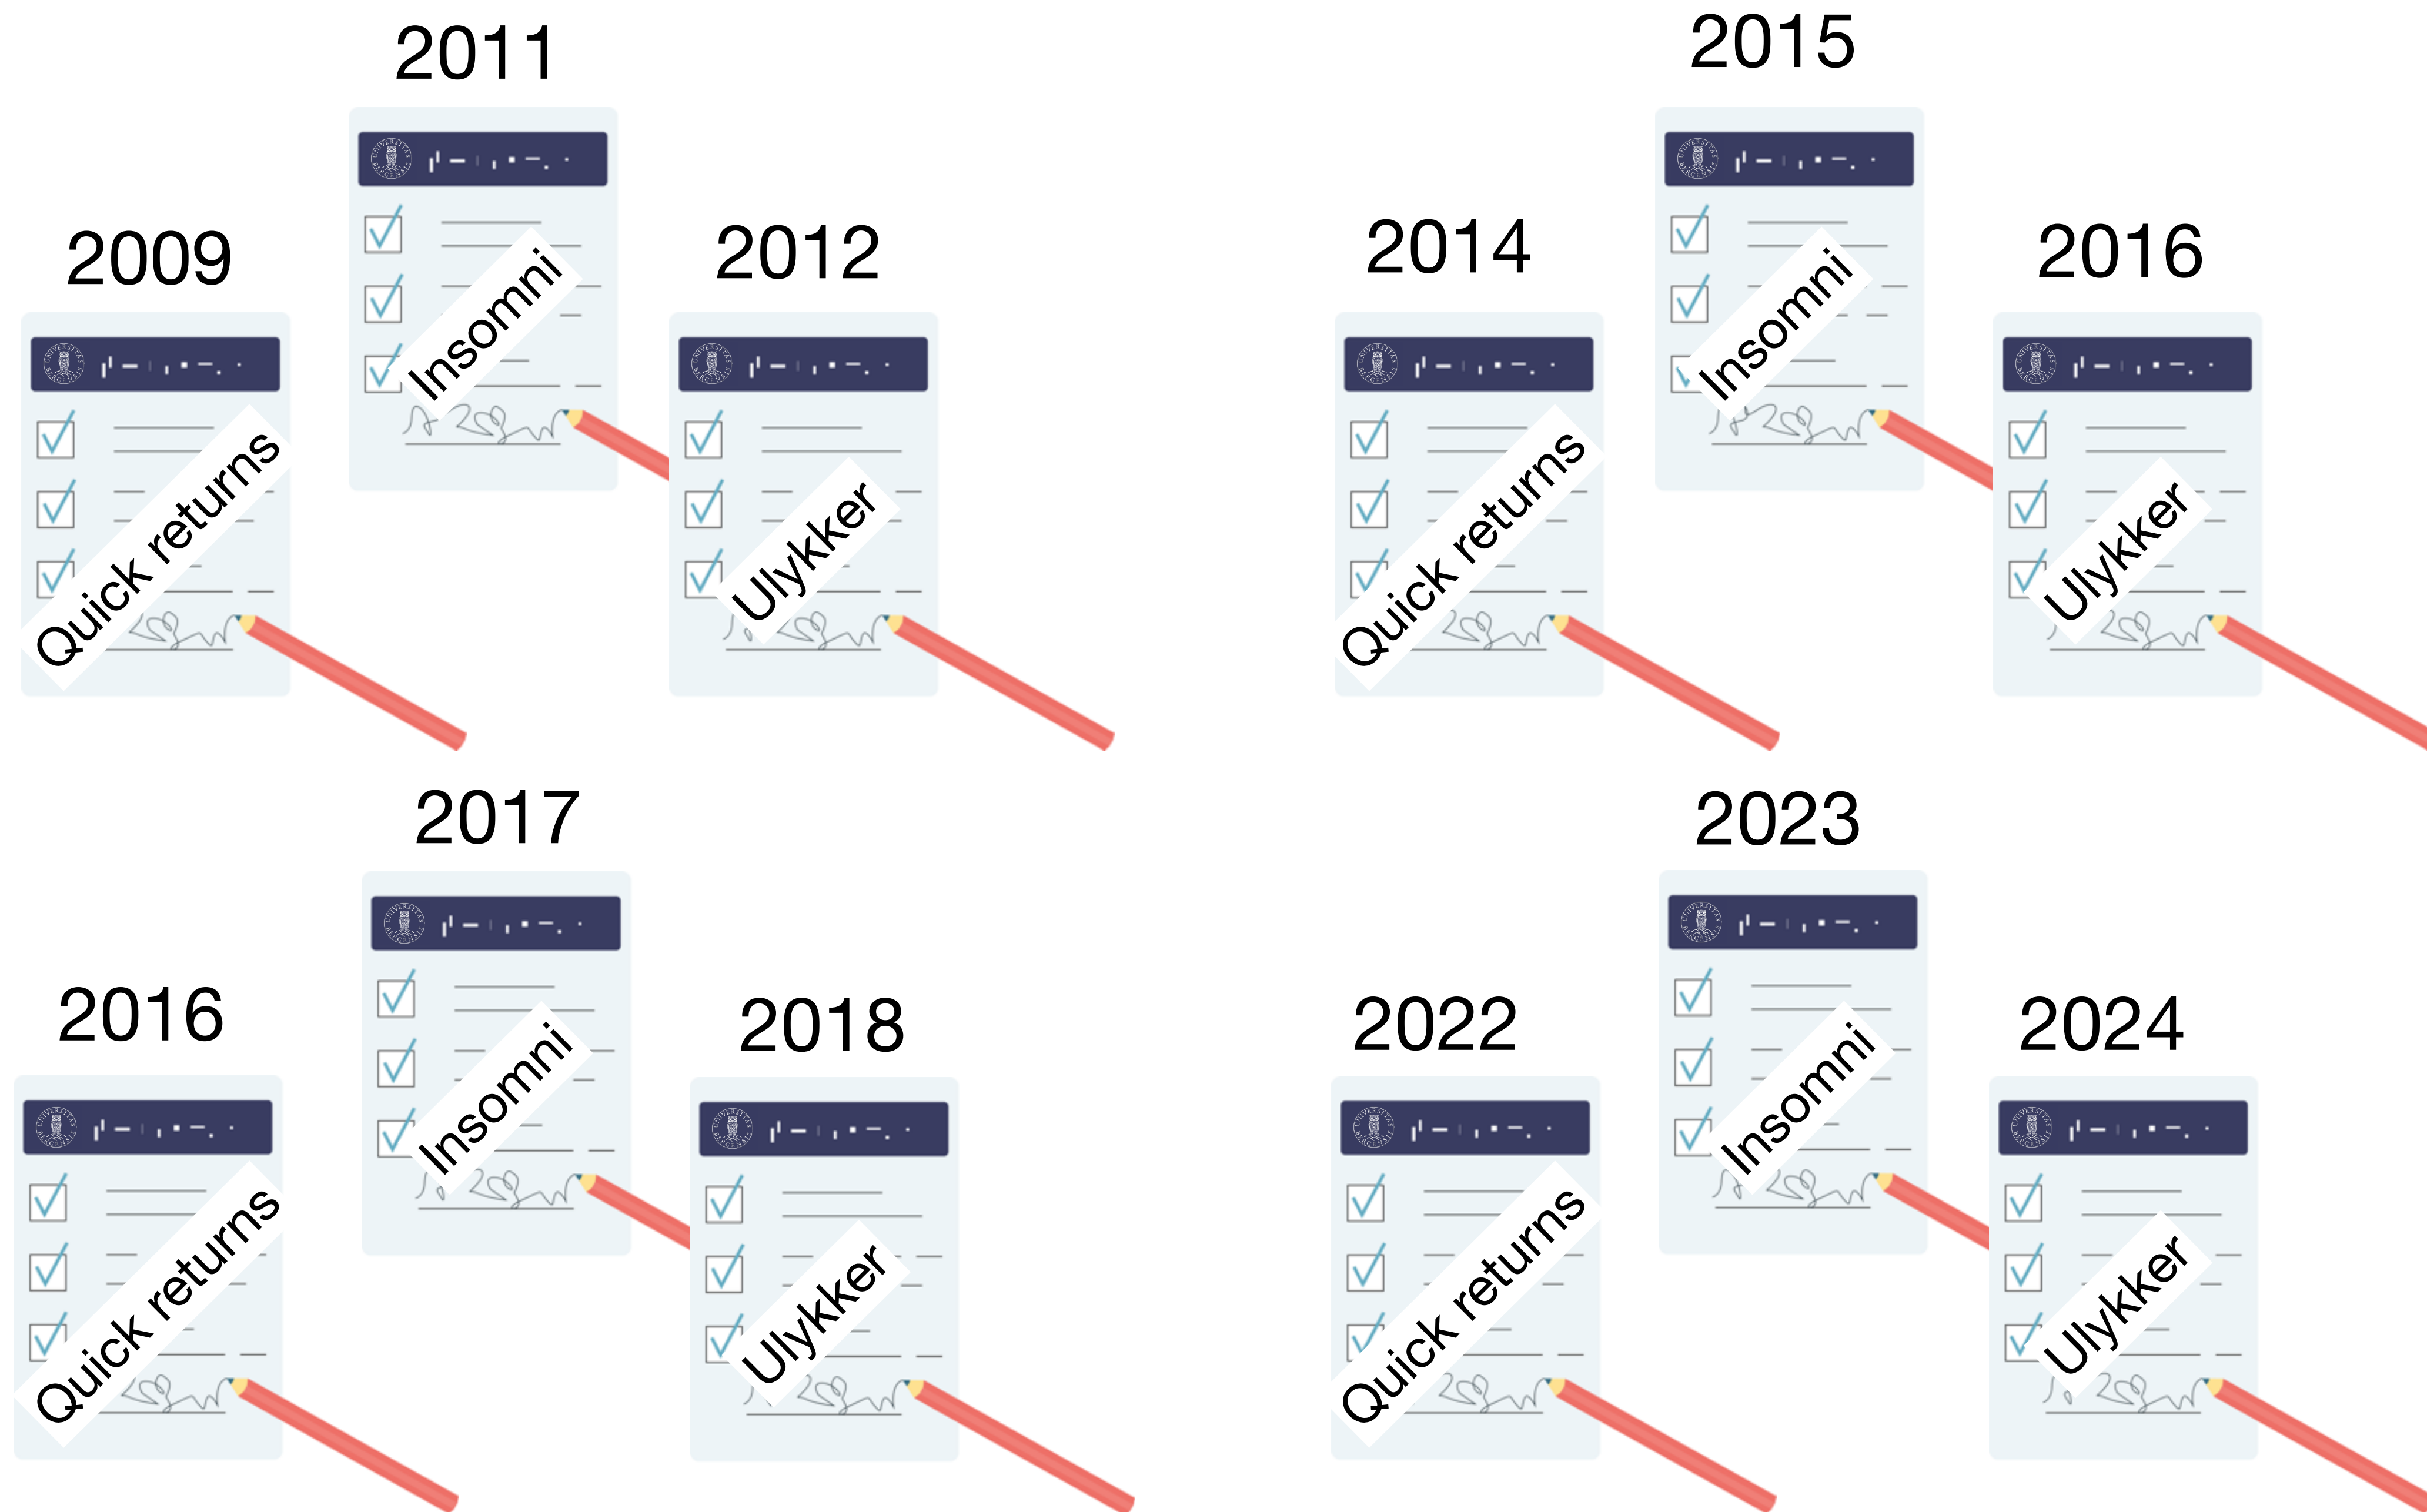 2011
Insomni
2009
Quick returns
2012
Ulykker
2015
Insomni
2014
Quick returns
2016
Ulykker
2017
Insomni
2016
Quick returns
2018
Ulykker
2023
Insomni
2022
Quick returns
2024
Ulykker